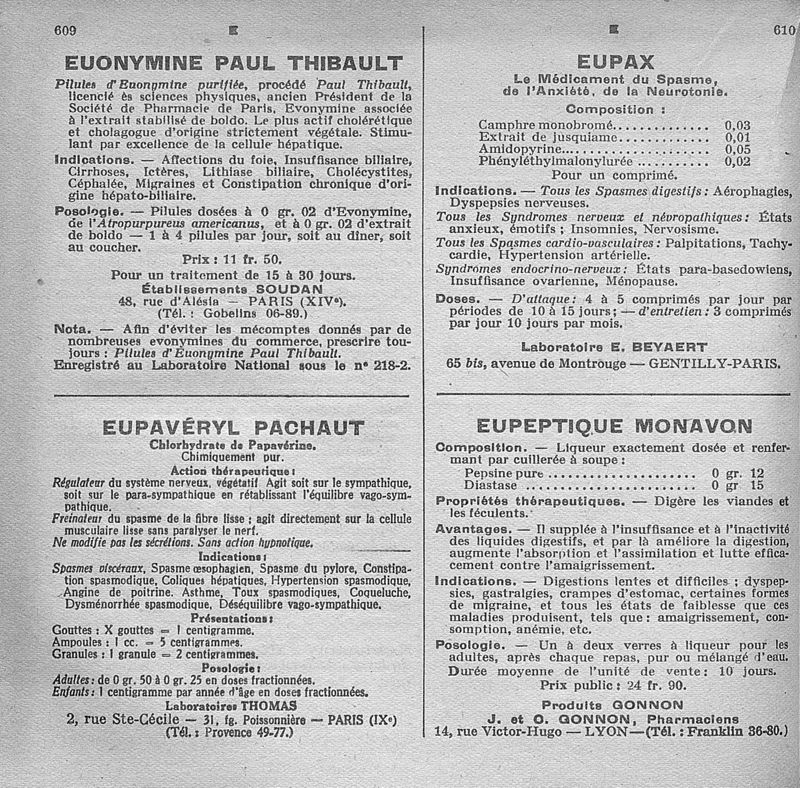 609
E
EUONYMINE PAUL THIBAULT
Pilules d'Euonymine purifiée, procédé Paul Thibault,
licencié ès sciences physiques, ancien Président de la
Société de Pharmacie de Paris, Evonymine associée
à l'extrait stabilisé de boldo. Le plus actif cholérétique
et cholagogue d'origine strictement végétale. Stimu-
lant par excellence de la cellule hépatique.
Indications. — Affections du foie, Insuffisance biliaire,
Cirrhoses, Ictères, Lithiase biliaire, Cholécystites,
Céphalée, Migraines et Constipation chronique d'ori-
gine hépato-biliaire.
Posologie. — Pilules dosées à 0 gr. 02 d'Evonymine,
de l'Atropurpureus americanus, et à 0 gr. 02 d'extrait
de boldo — 1 à 4 pilules par jour, soit au dîner, soit
au coucher.
Prix : 11 fr. 50.
Pour un traitement de 15 à 30 jours.
Établissements SOUDAN
48, rue d'Alésia — PARIS (XIVe).
(Tél. : Gobelins 06-89.)
Nota. — Afin d'éviter les mécomptes donnés par de
nombreuses evonymines du commerce, prescrire tou-
jours : Pilules d'Euonymine Paul Thibault.
Enregistré au Laboratoire National sous le n° 218-2.
EUPAVÉRYL PACHAUT
Chlorhydrate de Papavérine.
Chimiquement pur.
Action thérapeutique :
Régulateur du système nerveux, végétatif. Agit soit sur le sympathique,
soit sur le para-sympathique en rétablissant l'équilibre vago-sym-
pathique.
Freinateur du spasme de la fibre lisse ; agit directement sur la cellule
musculaire lisse sans paralyser le nerf.
Ne modifie pas les sécrétions. Sans action hypnotique.
Indications :
Spasmes viscéraux, Spasme œsophagien, Spasme du pylore, Constipa-
tion spasmodique, Coliques hépatiques, Hypertension spasmodique,
Angine de poitrine. Asthme, Toux spasmodiques, Coqueluche,
Dysménorrhée spasmodique, Déséquilibre vago-sympathique.
Présentations :
Gouttes : X gouttes = 1 centigramme.
Ampoules : 1 cc. = 5 centigrammes.
Granules : 1 granule = 2 centigrammes.
Posologie :
Adultes : de 0 gr. 50 à 0 gr. 25 en doses fractionnées.
Enfants : 1 centigramme par année d'âge en doses fractionnées.
Laboratoires THOMAS
2, rue Ste-Cécile — 31, fg. Poissonnière — PARIS (IXe)
(Tél. : Provence 49-77.)
E
610
EUPAX
Le Médicament du Spasme,
de l'Anxiété, de la Neurotonie.
Composition :
Camphre monobromé............. 0,03
Extrait de jusquiame............. 0,01
Amidopyrine..................... 0,05
Phényléthylmalonylurée .......... 0,02
Pour un comprimé.
Indications. — Tous les Spasmes digestifs : Aérophagies,
Dyspepsies nerveuses.
Tous les Syndromes nerveux et névropathiques : États
anxieux, émotifs ; Insomnies, Nervosisme.
Tous les Spasmes cardio-vasculaires : Palpitations, Tachy-
cardie, Hypertension artérielle.
Syndromes endocrino-nerveux : États para-basedowiens,
Insuffisance ovarienne, Ménopause.
Doses. — D'attaque : 4 à 5 comprimés par jour par
périodes de 10 à 15 jours ; — d'entretien : 3 comprimés
par jour 10 jours par mois.
Laboratoire E. BEYAERT
65 bis, avenue de Montrouge — GENTILLY-PARIS.
EUPEPTIQUE MONAVON
Composition. — Liqueur exactement dosée et renfer-
mant par cuillerée à soupe :
Pepsine pure ...................... 0 gr. 12
Diastase ......................... 0 gr 15
Propriétés thérapeutiques. — Digère les viandes et
les féculents.
Avantages. — Il supplée à l'insuffisance et à l'inactivité
des liquides digestifs, et par là améliore la digestion,
augmente l'absorption et l'assimilation et lutte effica-
cement contre l'amaigrissement.
Indications. — Digestions lentes et difficiles ; dyspep-
sies, gastralgies, crampes d'estomac, certaines formes
de migraine, et tous les états de faiblesse que ces
maladies produisent, tels que : amaigrissement, con-
somption, anémie, etc.
Posologie. — Un à deux verres à liqueur pour les
adultes, après chaque repas, pur ou mélangé d'eau.
Durée moyenne de l'unité de vente : 10 jours.
Prix public : 24 fr. 90.
Produits GONNON
J. et O. GONNON, Pharmaciens
14, rue Victor-Hugo — LYON — (Tél. : Franklin 36-80.)